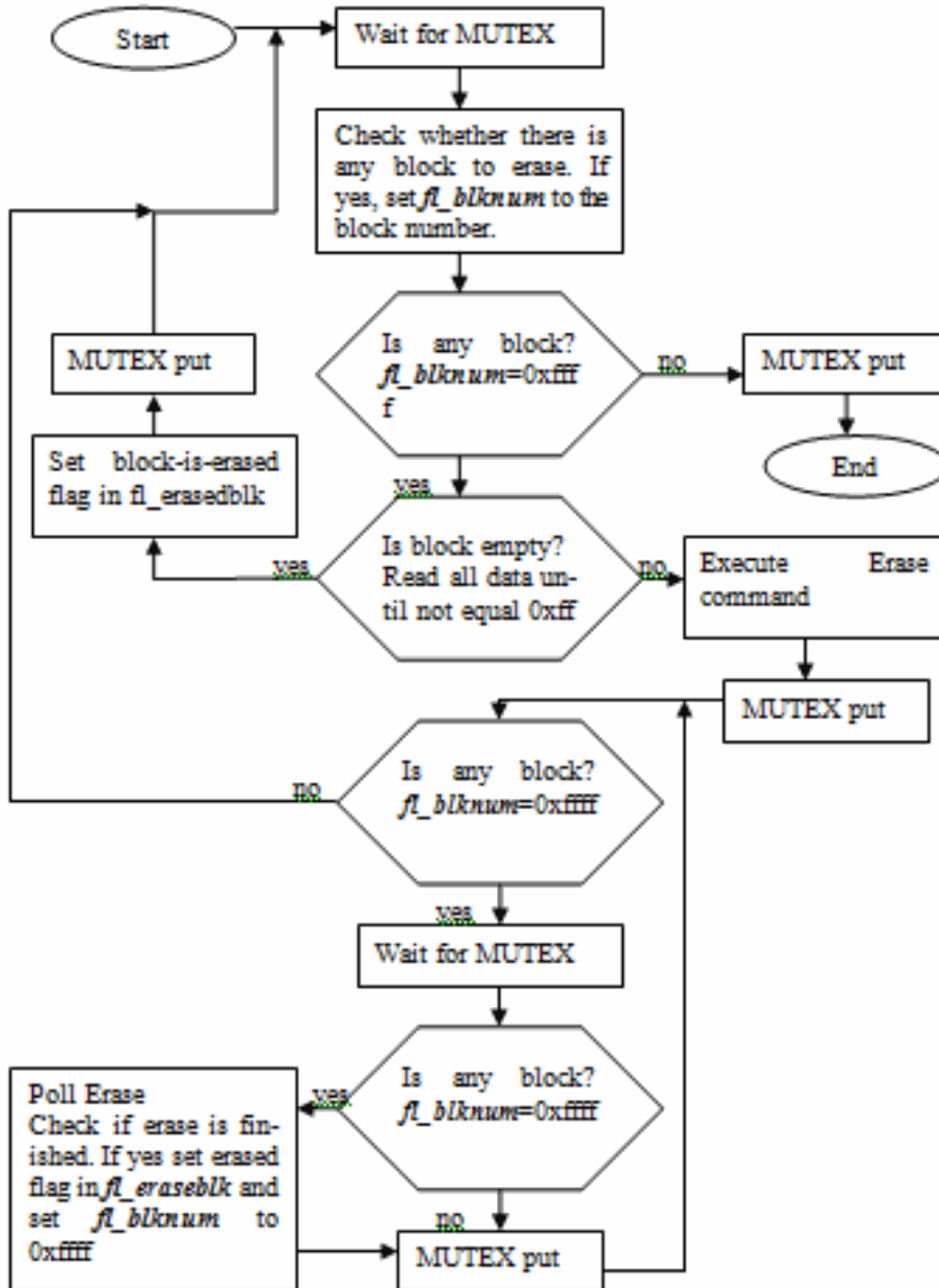 Start
Wait for MUTEX
Check whether there is
any block to erase. If
yes, set fl_blknum to the
block number.
Is any block?
fl_blknum=0xfff
f
no
MUTEX put
End
MUTEX put
Set block-is-erased
flag in fl_erasedblk
yes
yes
Is block empty?
Read all data un-
til not equal 0xff
no
Execute Erase
command
MUTEX put
Is any block?
fl_blknum=0xffff
no
yes
Wait for MUTEX
Is any block?
fl_blknum=0xffff
yes
Poll Erase
Check if erase is fin-
ished. If yes set erased
flag in fl_eraseblk and
set fl_blknum to
0xffff
no
MUTEX put